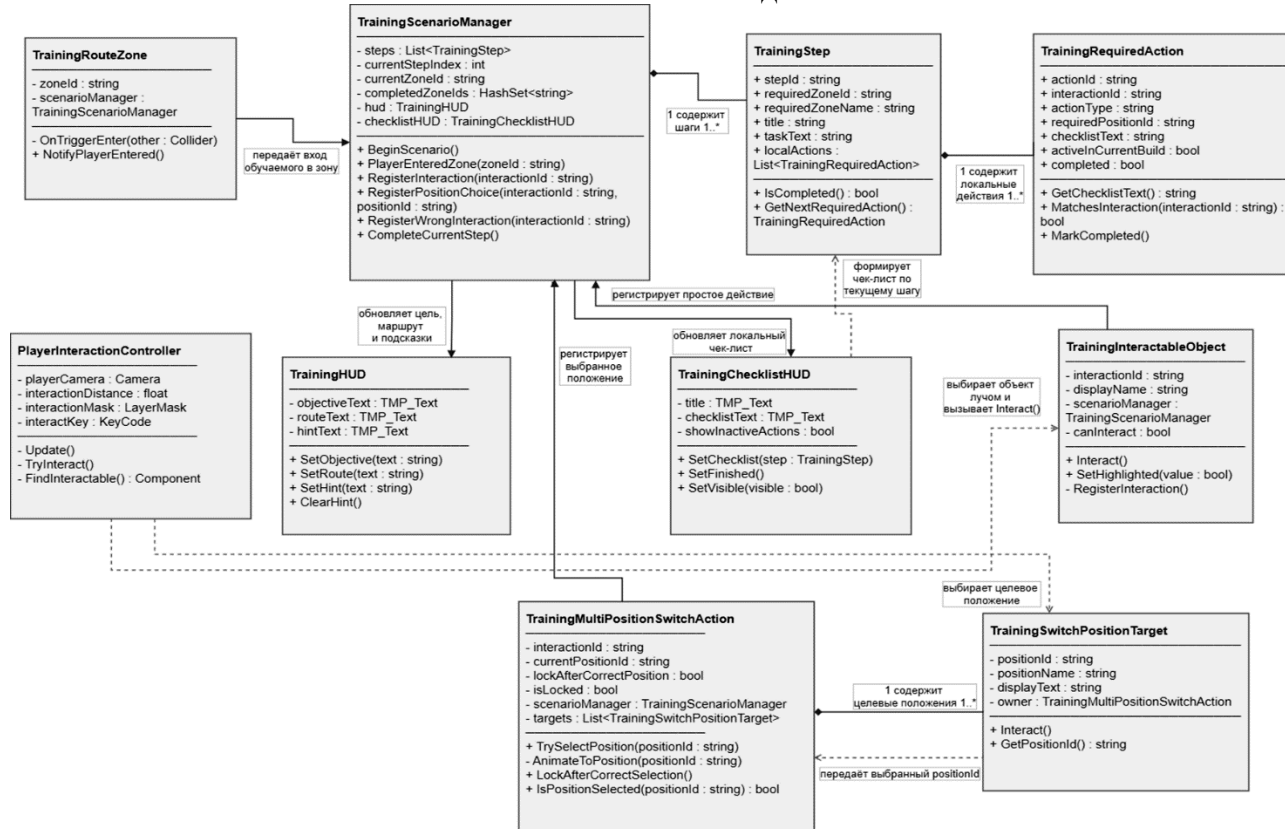 TrainingRouteZone
- zoneId : string
- scenarioManager :
TrainingScenarioManager
- OnTriggerEnter(other : Collider)
+ NotifyPlayerEntered()
передаёт вход
обучаемого в зону
TrainingScenarioManager
- steps : List<TrainingStep>
- currentStepIndex : int
- currentZoneId : string
- completedZoneIds : HashSet<string>
- hud : TrainingHUD
- checklistHUD : TrainingChecklistHUD
+ BeginScenario()
+ PlayerEnteredZone(zoneId : string)
+ RegisterInteraction(interactionId : string)
+ RegisterPositionChoice(interactionId : string,
positionId : string)
+ RegisterWrongInteraction(interactionId : string)
+ CompleteCurrentStep()
1 содержит
шаги 1..*
TrainingStep
+ stepId : string
+ requiredZoneId : string
+ requiredZoneName : string
+ title : string
+ taskText : string
+ localActions :
List<TrainingRequiredAction>
+ IsCompleted() : bool
+ GetNextRequiredAction() :
TrainingRequiredAction
1 содержит
локальные
действия 1..*
TrainingRequiredAction
+ actionId : string
+ interactionId : string
+ actionType : string
+ requiredPositionId : string
+ checklistText : string
+ activeInCurrentBuild : bool
+ completed : bool
+ GetChecklistText() : string
+ MatchesInteraction(interactionId : string) :
bool
+ MarkCompleted()
формирует
чек-лист по
текущему шагу
регистрирует простое действие
обновляет цель,
маршрут
и подсказки
регистрирует
выбранное
положение
обновляет локальный
чек-лист
PlayerInteractionController
- playerCamera : Camera
- interactionDistance : float
- interactionMask : LayerMask
- interactKey : KeyCode
- Update()
- TryInteract()
- FindInteractable() : Component
TrainingHUD
- objectiveText : TMP_Text
- routeText : TMP_Text
- hintText : TMP_Text
+ SetObjective(text : string)
+ SetRoute(text : string)
+ SetHint(text : string)
+ ClearHint()
TrainingChecklistHUD
- title : TMP_Text
- checklistText : TMP_Text
- showInactiveActions : bool
+ SetChecklist(step : TrainingStep)
+ SetFinished()
+ SetVisible(visible : bool)
выбирает объект
лучом и
вызывает Interact()
TrainingInteractableObject
- interactionId : string
- displayName : string
- scenarioManager :
TrainingScenarioManager
- canInteract : bool
+ Interact()
+ SetHighlighted(value : bool)
- RegisterInteraction()
выбирает целевое
положение
TrainingMultiPositionSwitchAction
- interactionId : string
- currentPositionId : string
- lockAfterCorrectPosition : bool
- isLocked : bool
- scenarioManager : TrainingScenarioManager
- targets : List<TrainingSwitchPositionTarget>
+ TrySelectPosition(positionId : string)
- AnimateToPosition(positionId : string)
+ LockAfterCorrectSelection()
+ IsPositionSelected(positionId : string) : bool
1 содержит
целевые положения 1..*
передаёт выбранный positionId
TrainingSwitchPositionTarget
- positionId : string
- positionName : string
- displayText : string
- owner : TrainingMultiPositionSwitchAction
+ Interact()
+ GetPositionId() : string